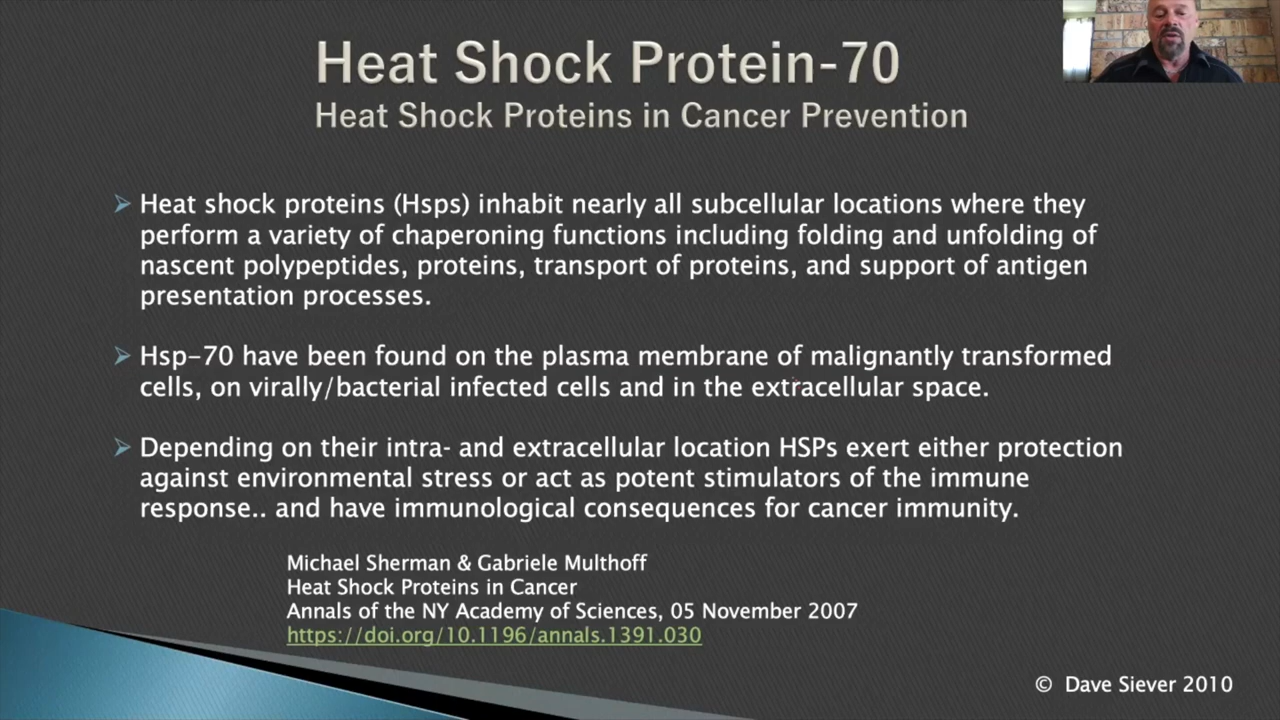 Heat Shock Protein-70
Heat Shock Proteins in Cancer Prevention
Heat shock proteins (Hsps) inhabit nearly all subcellular locations where they
perform a variety of chaperoning functions including folding and unfolding of
nascent polypeptides, proteins, transport of proteins, and support of antigen
presentation processes.
Hsp-70 have been found on the plasma membrane of malignantly transformed
cells, on virally/bacterial infected cells and in the extracellular space.
Depending on their intra- and extracellular location HSPs exert either protection
against environmental stress or act as potent stimulators of the immune
response.. and have immunological consequences for cancer immunity.
Michael Sherman & Gabriele Multhoff
Heat Shock Proteins in Cancer
Annals of the NY Academy of Sciences, 05 November 2007
https://doi.org/10.1196/annals.1391.030
© Dave Siever 2010